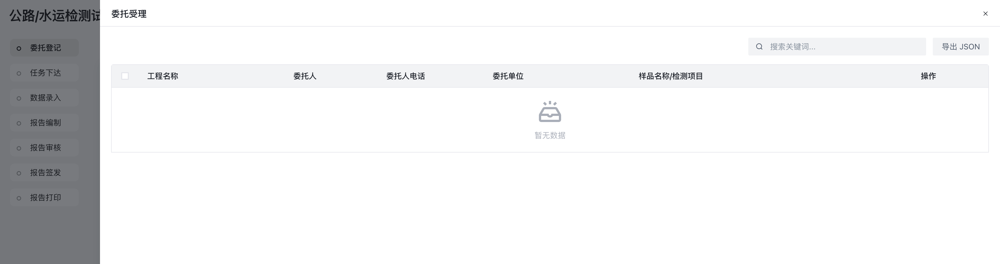 公路/水运检测试
委托登记
任务下达
数据录入
报告编制
报告审核
报告签发
报告打印
委托受理
搜索关键词...
导出 JSON
工程名称 委托人 委托人电话 委托单位 样品名称/检测项目 操作
暂无数据